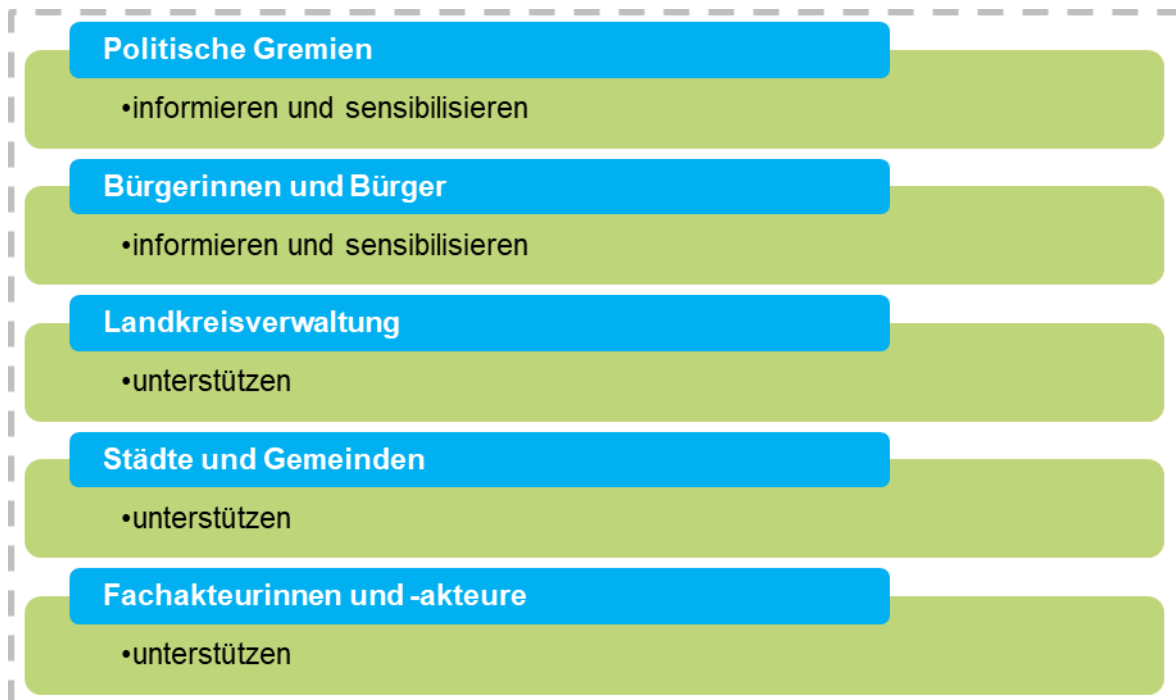 Politische Gremien
•informieren und sensibilisieren
Bürgerinnen und Bürger
•informieren und sensibilisieren
Landkreisverwaltung
•unterstützen
Städte und Gemeinden
•unterstützen
Fachakteurinnen und -akteure
•unterstützen